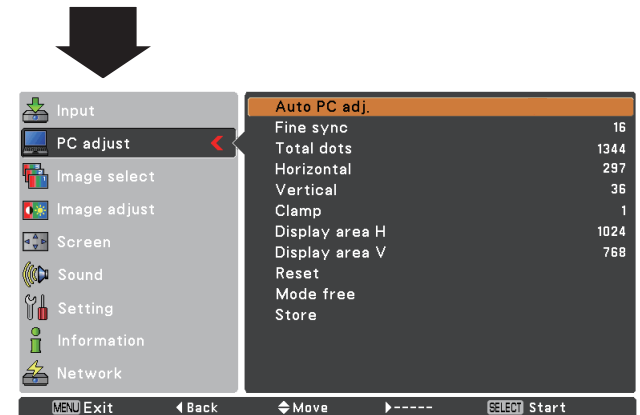 Input
PC adjust
Image select
Image adjust
Screen
Sound
Setting
Information
Network
Auto PC adj.
Fine sync 16
Total dots 1344
Horizontal 297
Vertical 36
Clamp 1
Display area H 1024
Display area V 768
Reset
Mode free
Store
MENU Exit Back Move ----- SELECT Start